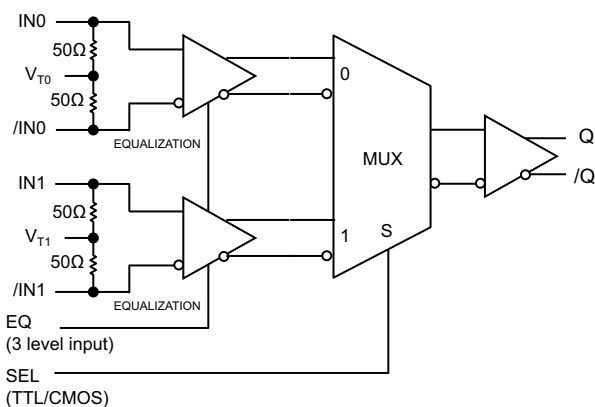 IN0
50Ω
VT0
50Ω
/IN0
EQUALIZATION
0
IN1
50Ω
VT1
50Ω
/IN1
EQUALIZATION
1
S
MUX
Q
/Q
EQ
(3 level input)
SEL
(TTL/CMOS)